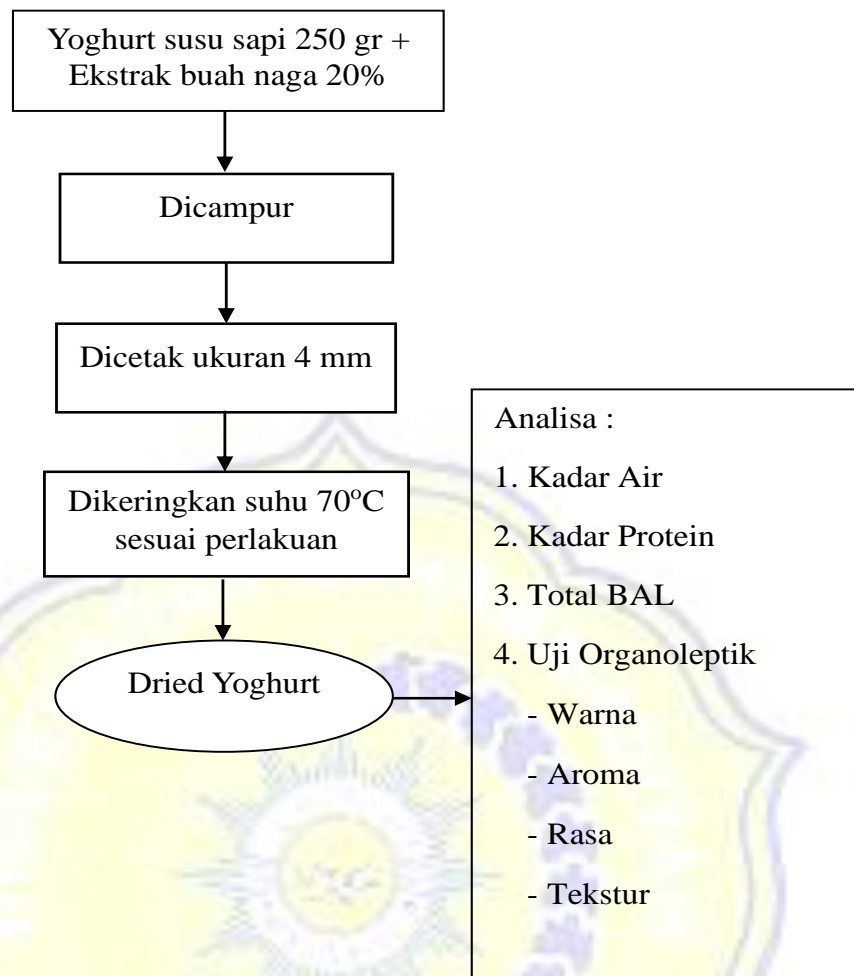 Yoghurt susu sapi 250 gr +
Ekstrak buah naga 20%
Dicampur
Dicetak ukuran 4 mm
Dikeringkan suhu 70°C
sesuai perlakuan
Dried Yoghurt
Analisa :
1. Kadar Air
2. Kadar Protein
3. Total BAL
4. Uji Organoleptik
- Warna
- Aroma
- Rasa
- Tekstur